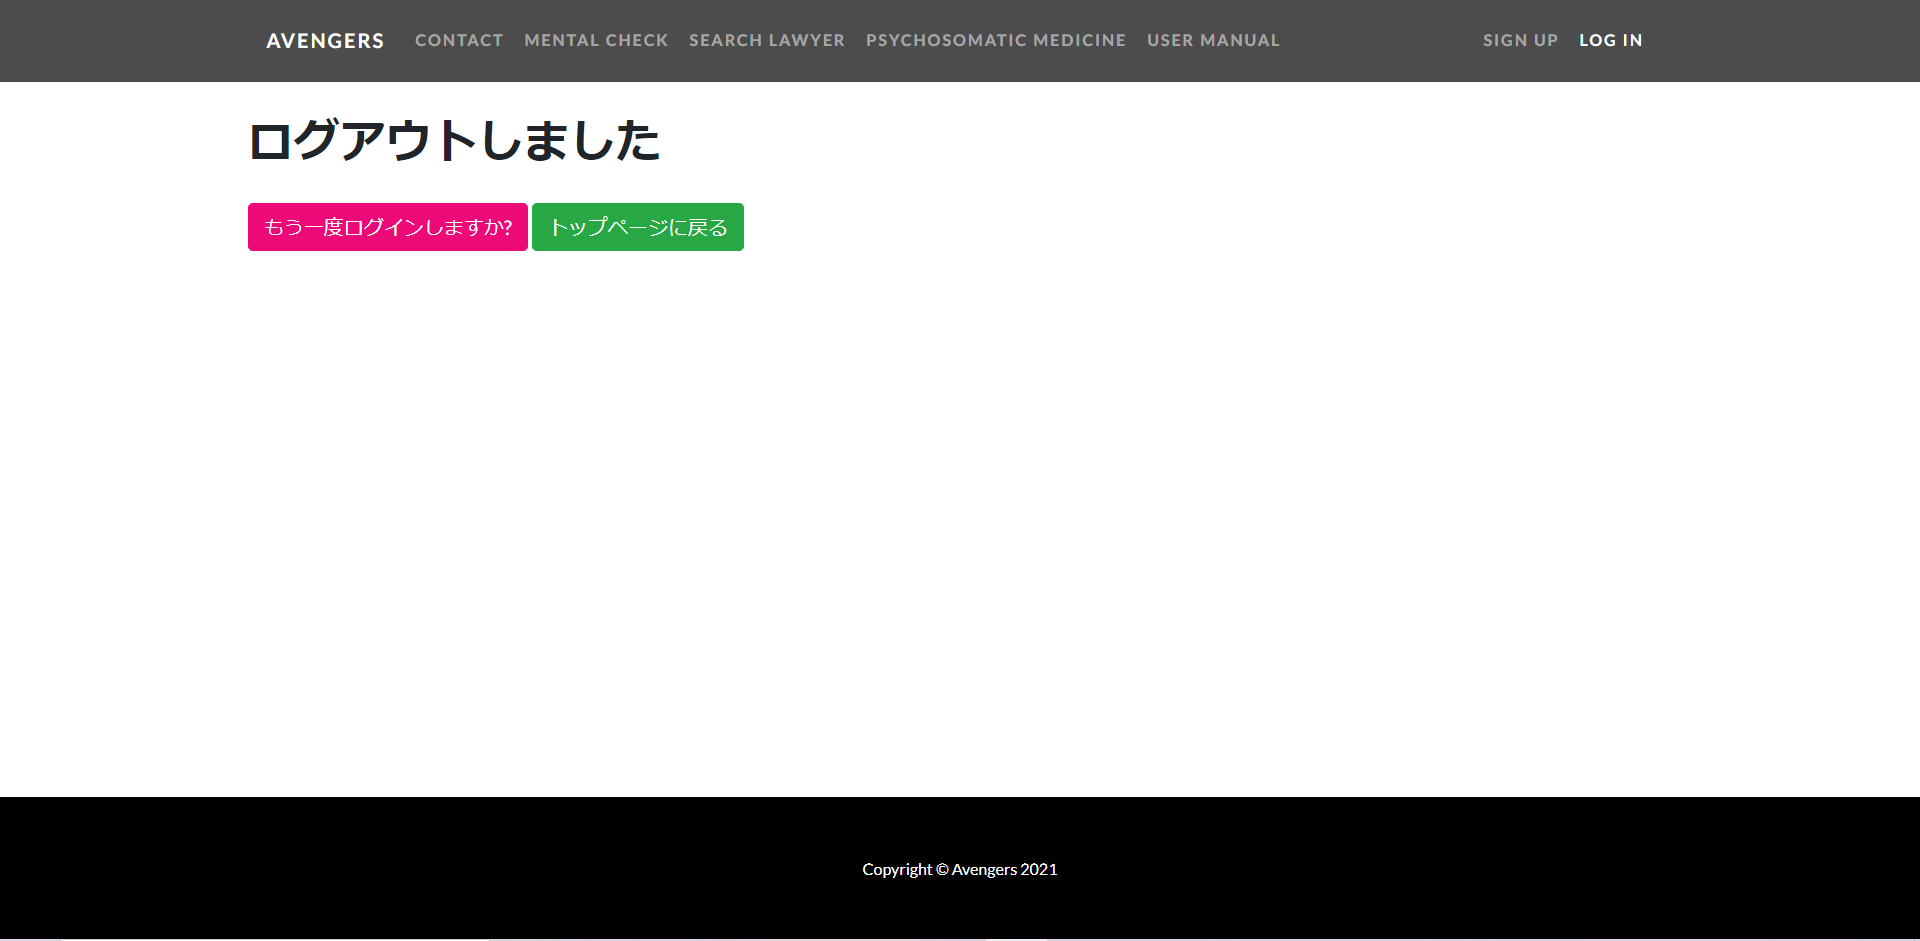 AVENGERS CONTACT MENTAL CHECK SEARCH LAWYER PSYCHOSOMATIC MEDICINE USER MANUAL SIGN UP LOG IN
ログアウトしました
もう一度ログインしますか? トップページに戻る
Copyright © Avengers 2021